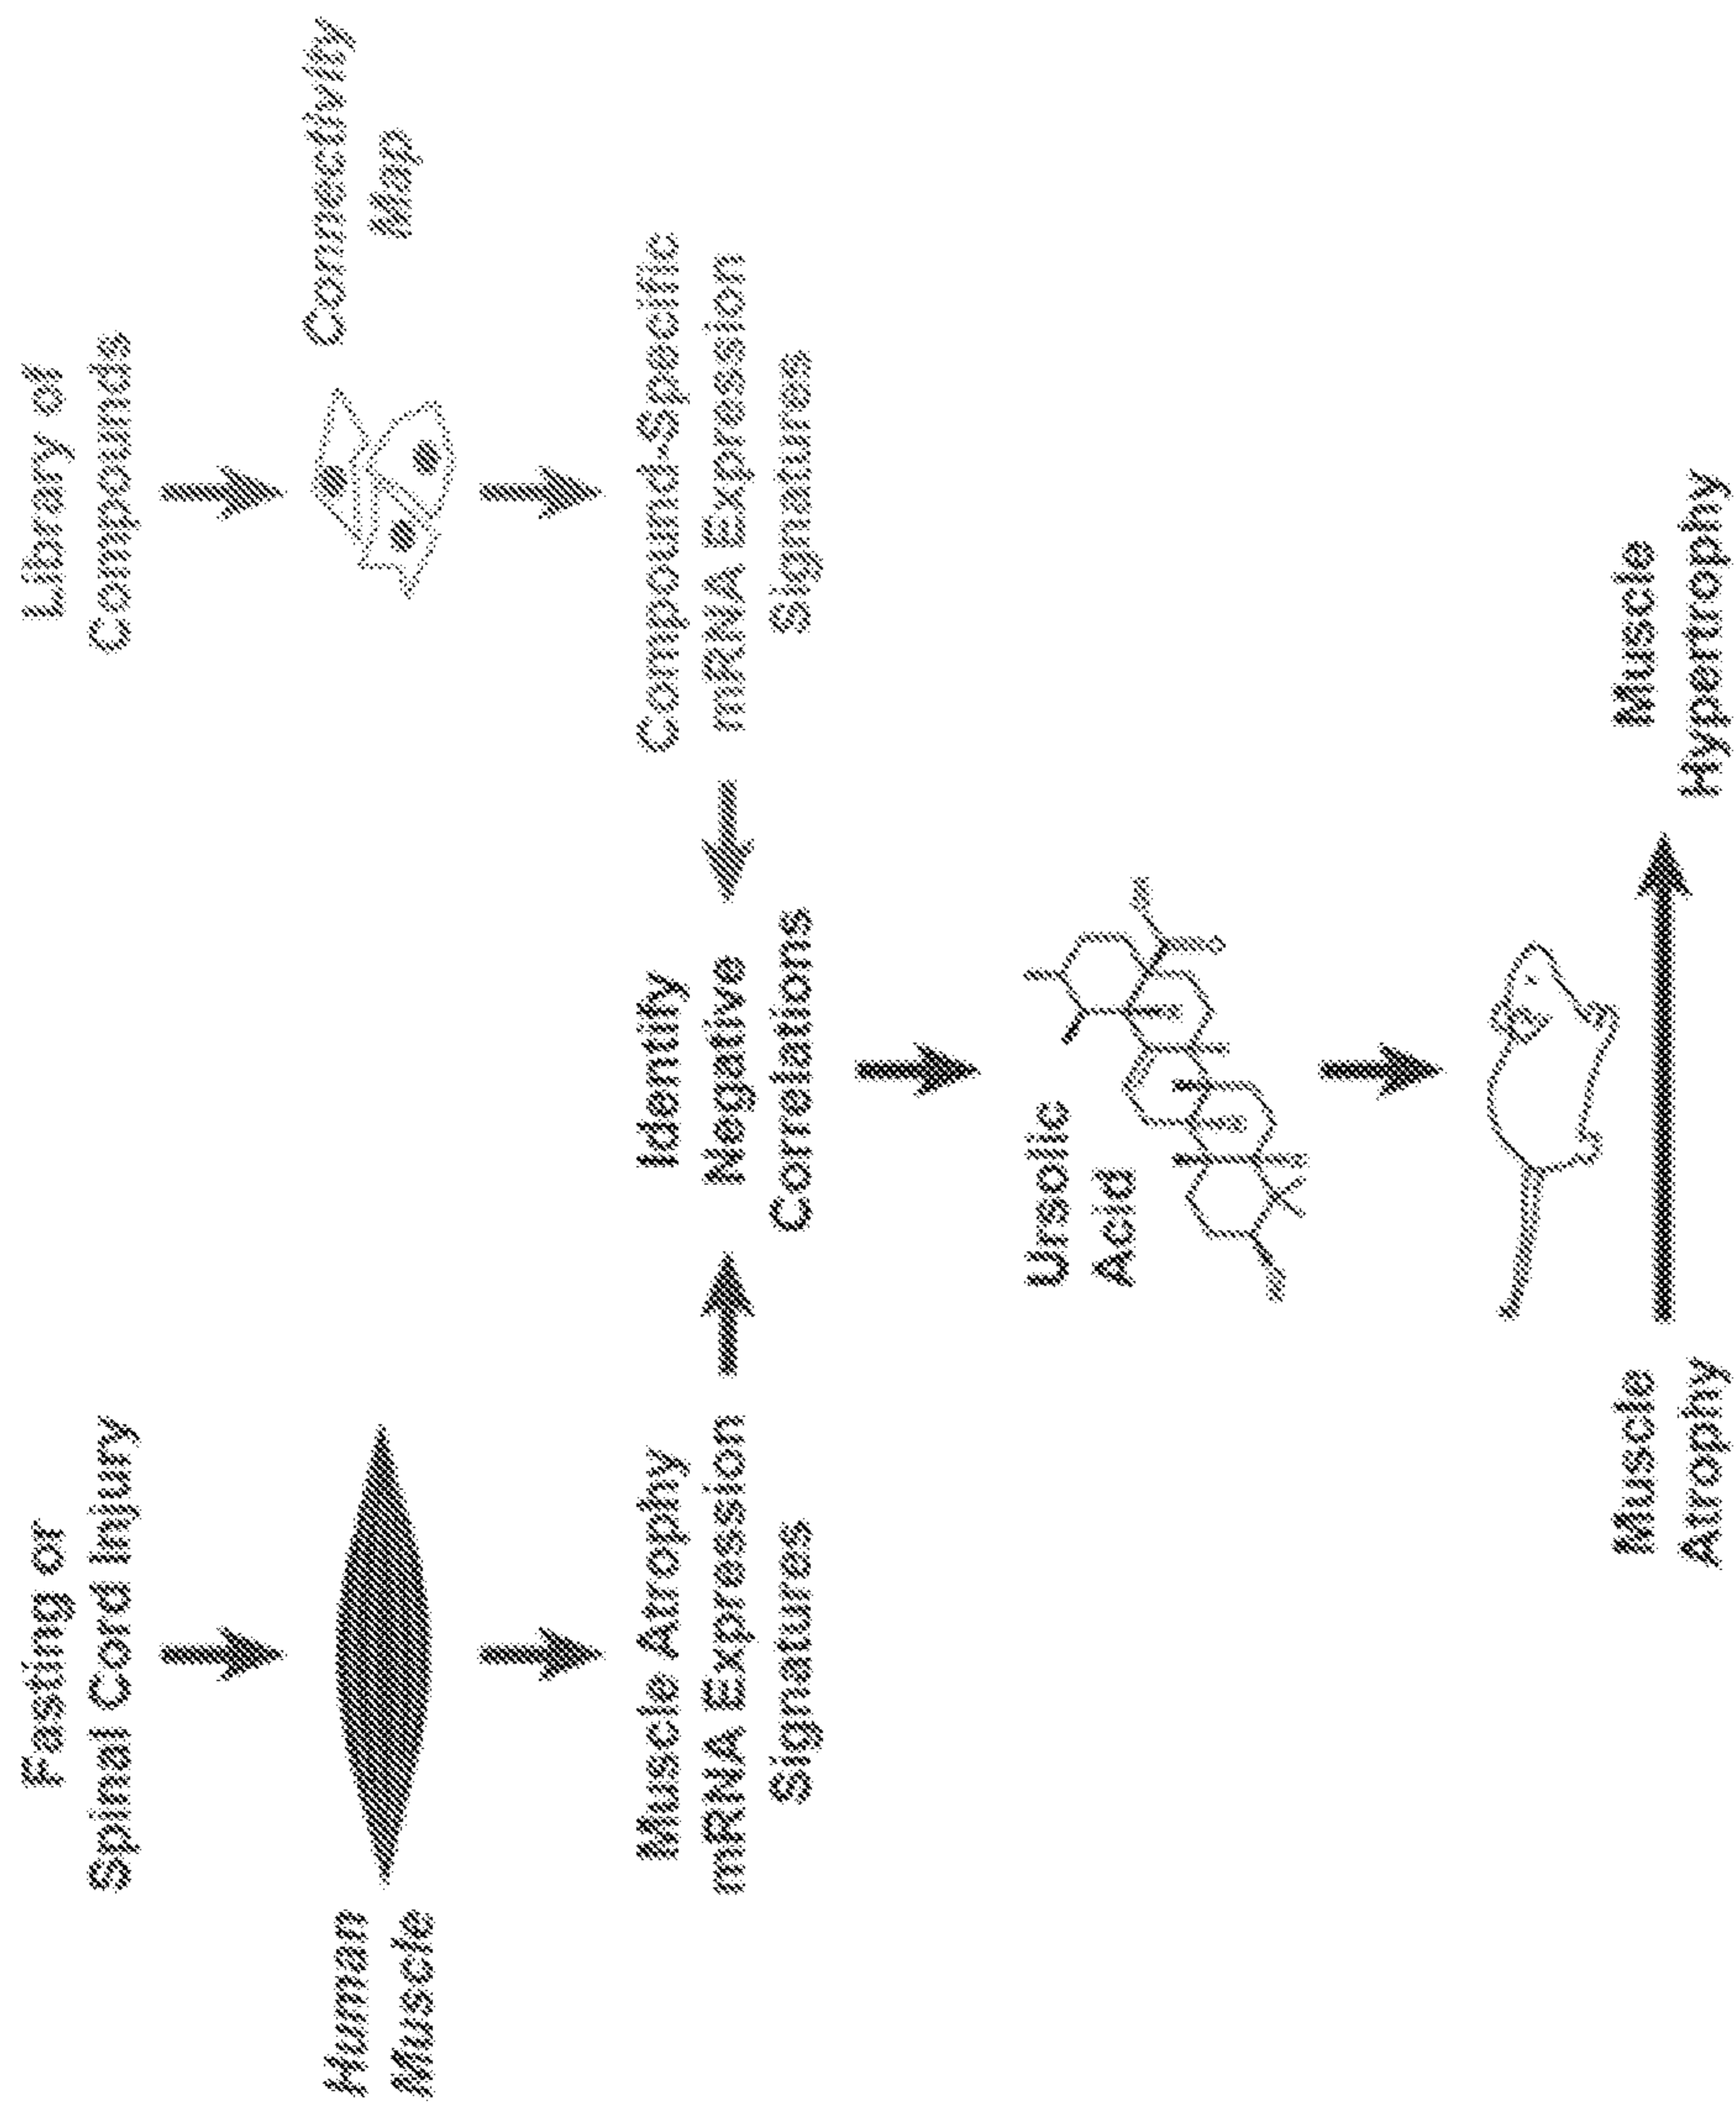 Fasting or
Spinal Cord Injury
Human
Muscle
Muscle Atrophy
mRNA Expression
Signatures
Library of
Compounds
Connectivity
Map
Compound-Specific
mRNA Expression
Signatures
Identify
Negative
Correlations
Ursolic
Acid
Muscle
Atrophy
Muscle
Hypertrophy